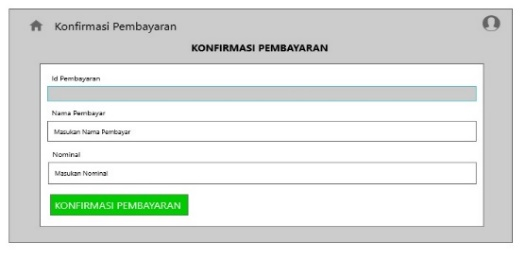 Konfirmasi Pembayaran
KONFIRMASI PEMBAYARAN
Id Pembayaran
Nama Pembayar
Masukan Nama Pembayar
Nominal
Masukan Nominal
KONFIRMASI PEMBAYARAN